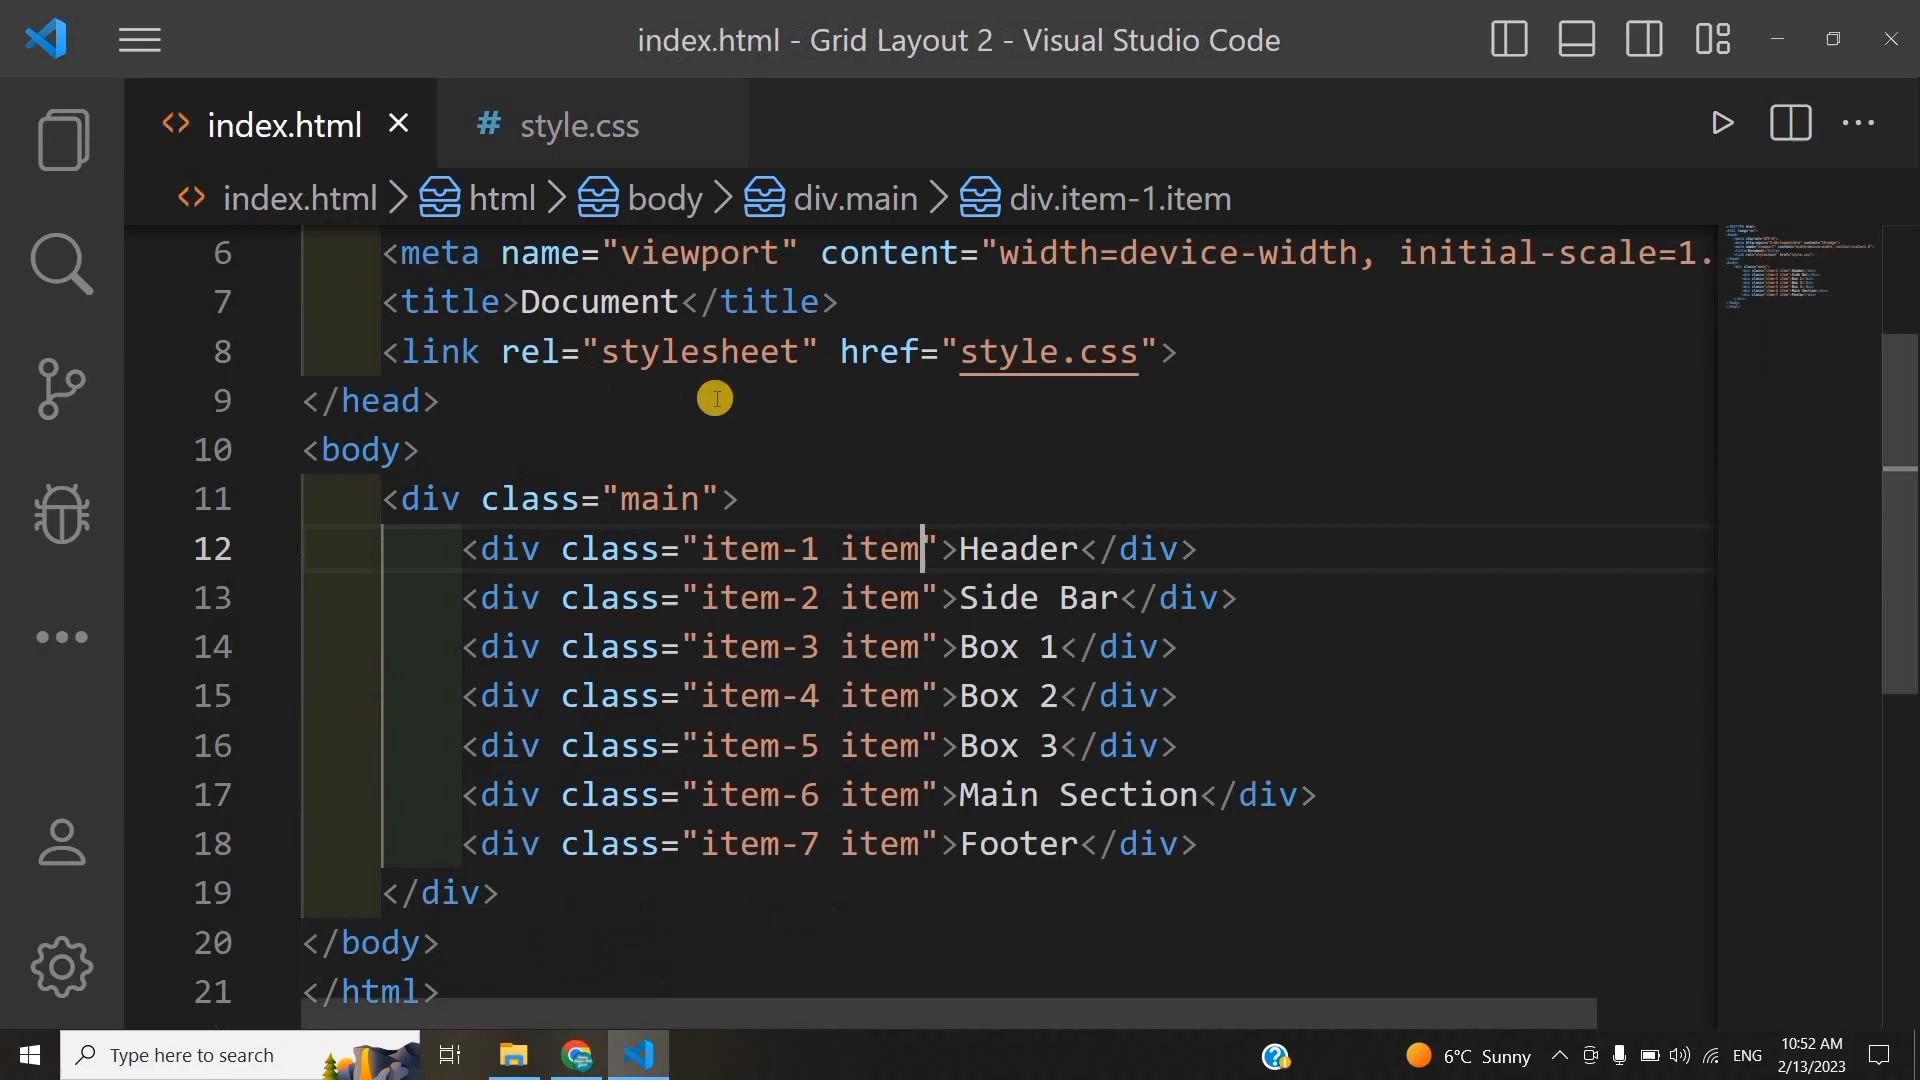 index.html - Grid Layout 2 - Visual Studio Code
index.html
# style.css
index.html > html > body > div.main > div.item-1.item
6 <meta name="viewport" content="width=device-width, initial-scale=1.
7 <title>Document</title>
8 <link rel="stylesheet" href="style.css">
9 </head>
10 <body>
11 <div class="main">
12 <div class="item-1 item">Header</div>
13 <div class="item-2 item">Side Bar</div>
14 <div class="item-3 item">Box 1</div>
15 <div class="item-4 item">Box 2</div>
16 <div class="item-5 item">Box 3</div>
17 <div class="item-6 item">Main Section</div>
18 <div class="item-7 item">Footer</div>
19 </div>
20 </body>
21 </html>
Type here to search
6°C Sunny
ENG
10:52 AM
2/13/2023